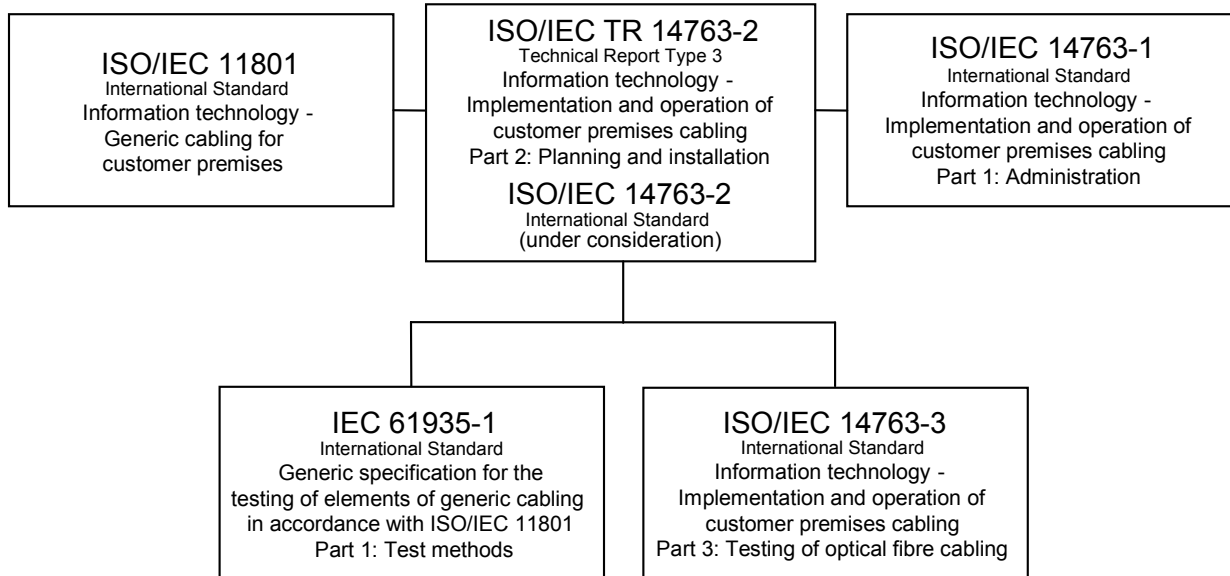 ISO/IEC 11801
International Standard
Information technology -
Generic cabling for
customer premises
ISO/IEC TR 14763-2
Technical Report Type 3
Information technology -
Implementation and operation of
customer premises cabling
Part 2: Planning and installation
ISO/IEC 14763-2
International Standard
(under consideration)
ISO/IEC 14763-1
International Standard
Information technology -
Implementation and operation of
customer premises cabling
Part 1: Administration
IEC 61935-1
International Standard
Generic specification for the
testing of elements of generic cabling
in accordance with ISO/IEC 11801
Part 1: Test methods
ISO/IEC 14763-3
International Standard
Information technology -
Implementation and operation of
customer premises cabling
Part 3: Testing of optical fibre cabling